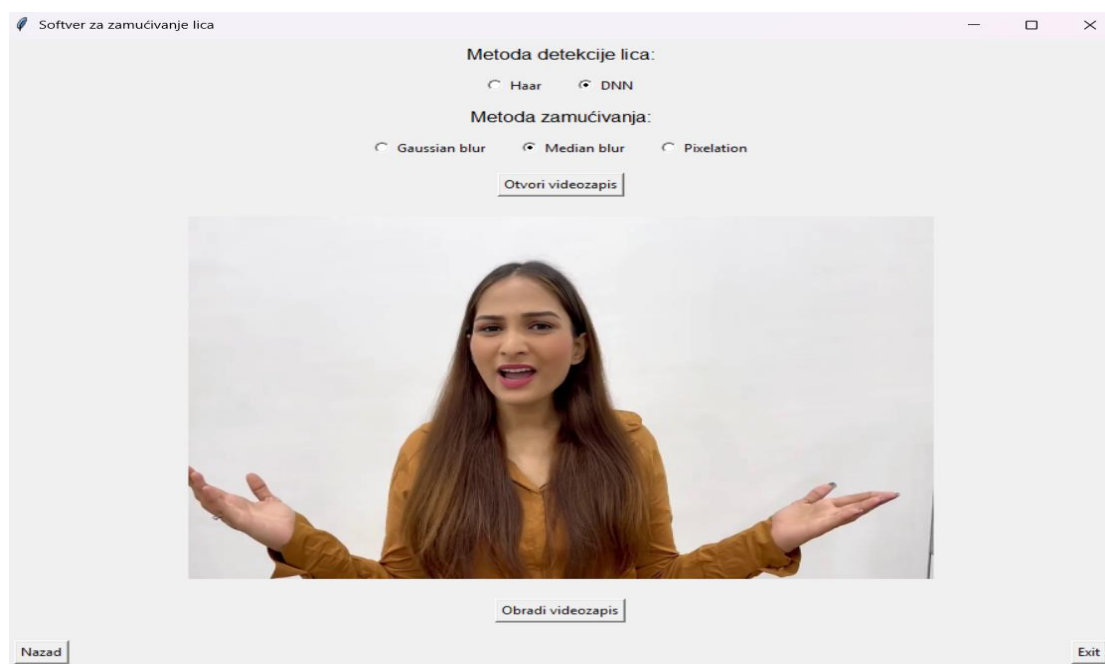 Softver za zamućivanje lica
Metoda detekcije lica:
Haar DNN
Metoda zamućivanja:
Gaussian blur Median blur Pixelation
Otvori videozapis
Obradi videozapis
Nazad Exit